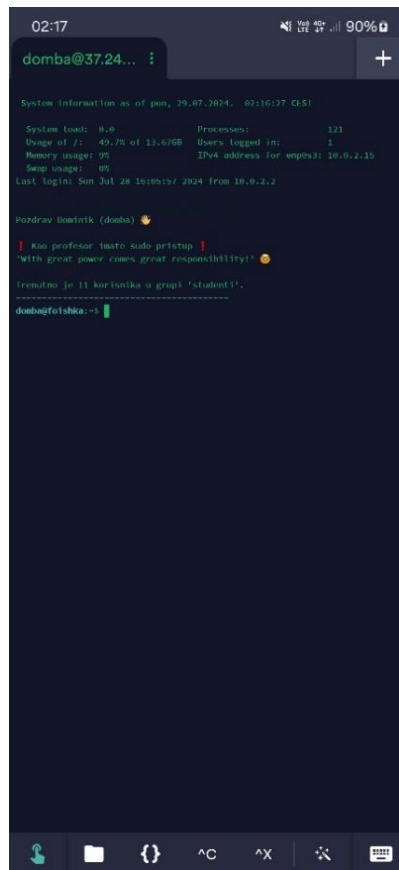 02:17
90%
domba@37.24...
System information as of pon, 29.07.2024. 02:16:27 CEST
System load: 0.0 Processes: 121
Usage of /: 49.7% of 13.67GB Users logged in: 1
Memory usage: 9% IPv4 address for enp0s3: 10.0.2.15
Swap usage: 0%
Last login: Sun Jul 28 16:05:57 2024 from 10.0.2.2
Pozdrav Dominik (domba) 👋
❗ Kao profesor imate sudo pristup ❗
'With great power comes great responsibility!' 🤓
Trenutno je 11 korisnika u grupi 'studenti'.
----------------------------------------
domba@foishka:~$
{} ^C ^X